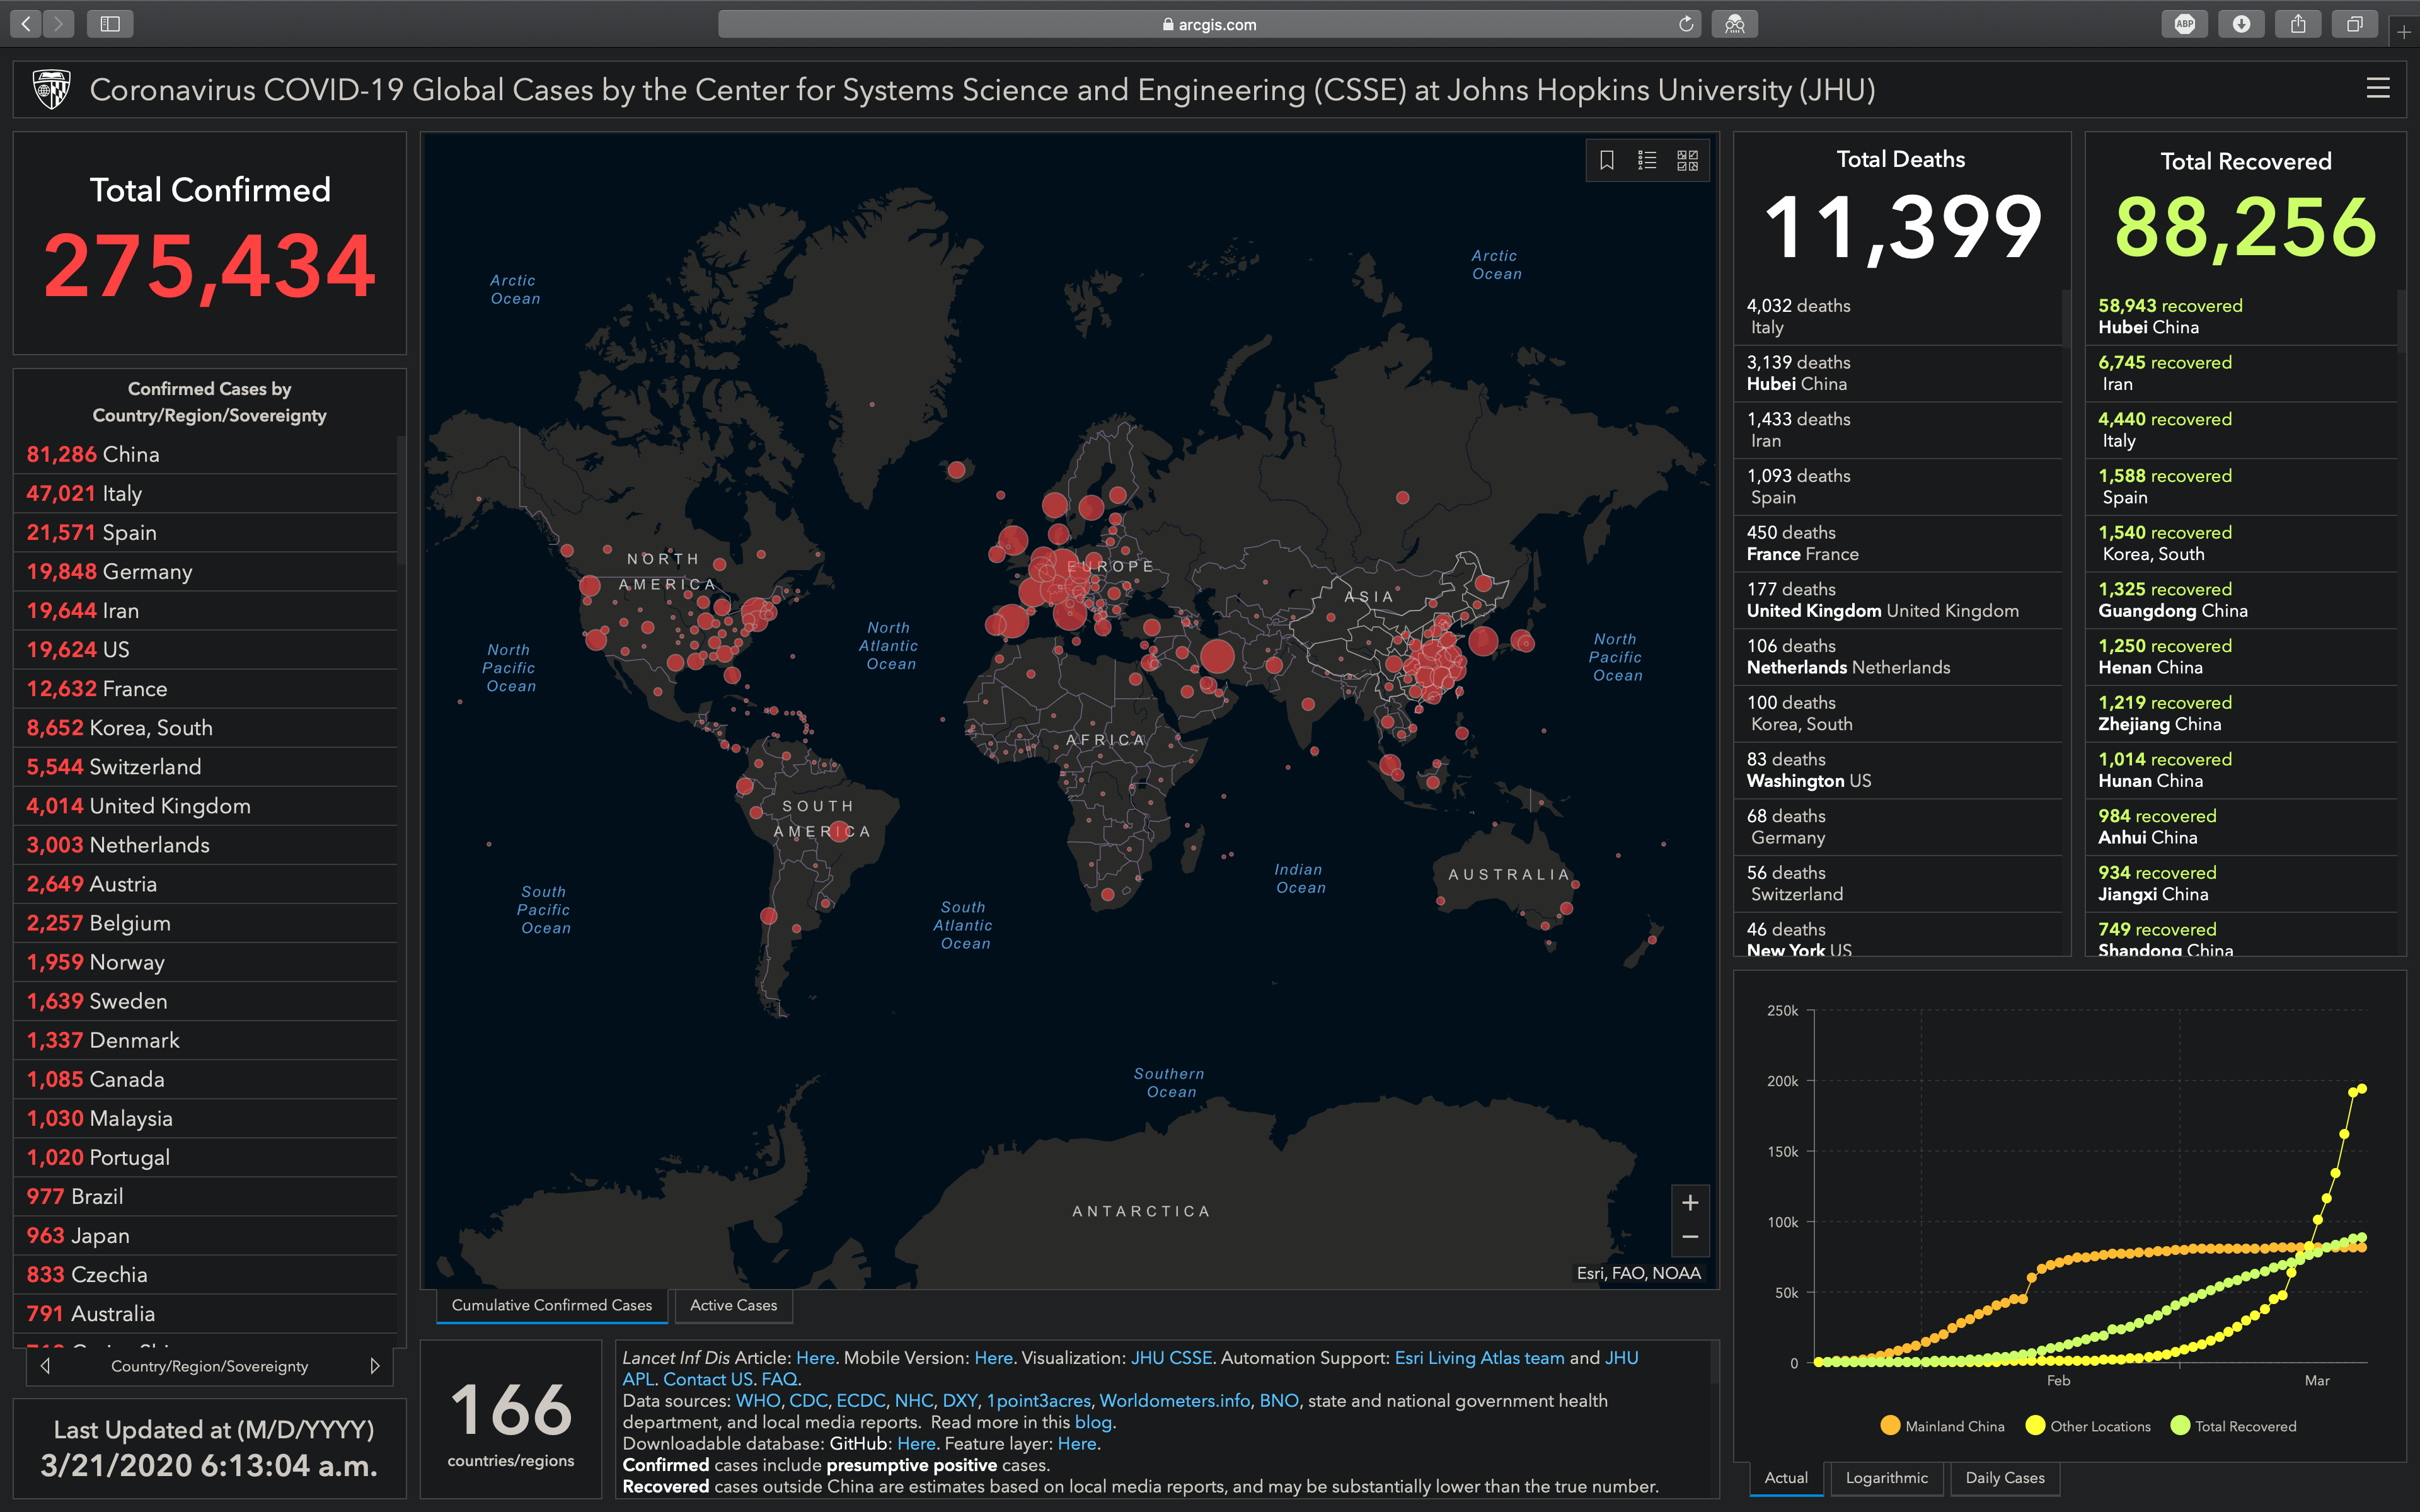 arcgis.com
ABP
Coronavirus COVID-19 Global Cases by the Center for Systems Science and Engineering (CSSE) at Johns Hopkins University (JHU)
Total Confirmed
275,434
Confirmed Cases by
Country/Region/Sovereignty
81,286 China
47,021 Italy
21,571 Spain
19,848 Germany
19,644 Iran
19,624 US
12,632 France
8,652 Korea, South
5,544 Switzerland
4,014 United Kingdom
3,003 Netherlands
2,649 Austria
2,257 Belgium
1,959 Norway
1,639 Sweden
1,337 Denmark
1,085 Canada
1,030 Malaysia
1,020 Portugal
977 Brazil
963 Japan
833 Czechia
791 Australia
Country/Region/Sovereignty
Last Updated at (M/D/YYYY)
3/21/2020 6:13:04 a.m.
Arctic
Ocean
Arctic
Ocean
NORTH
AMERICA
EUROPE
ASIA
North
Pacific
Ocean
North
Atlantic
Ocean
North
Pacific
Ocean
AFRICA
SOUTH
AMERICA
Indian
Ocean
AUSTRALIA
South
Pacific
Ocean
South
Atlantic
Ocean
Southern
Ocean
ANTARCTICA
+
−
Esri, FAO, NOAA
Cumulative Confirmed Cases
Active Cases
166
countries/regions
Lancet Inf Dis Article: Here. Mobile Version: Here. Visualization: JHU CSSE. Automation Support: Esri Living Atlas team and JHU
APL. Contact US. FAQ.
Data sources: WHO, CDC, ECDC, NHC, DXY, 1point3acres, Worldometers.info, BNO, state and national government health
department, and local media reports. Read more in this blog.
Downloadable database: GitHub: Here. Feature layer: Here.
Confirmed cases include presumptive positive cases.
Recovered cases outside China are estimates based on local media reports, and may be substantially lower than the true number.
Total Deaths
11,399
4,032 deaths
Italy
3,139 deaths
Hubei China
1,433 deaths
Iran
1,093 deaths
Spain
450 deaths
France France
177 deaths
United Kingdom United Kingdom
106 deaths
Netherlands Netherlands
100 deaths
Korea, South
83 deaths
Washington US
68 deaths
Germany
56 deaths
Switzerland
46 deaths
New York US
Total Recovered
88,256
58,943 recovered
Hubei China
6,745 recovered
Iran
4,440 recovered
Italy
1,588 recovered
Spain
1,540 recovered
Korea, South
1,325 recovered
Guangdong China
1,250 recovered
Henan China
1,219 recovered
Zhejiang China
1,014 recovered
Hunan China
984 recovered
Anhui China
934 recovered
Jiangxi China
749 recovered
Shandong China
250k
200k
150k
100k
50k
0
Feb
Mar
Mainland China
Other Locations
Total Recovered
Actual
Logarithmic
Daily Cases